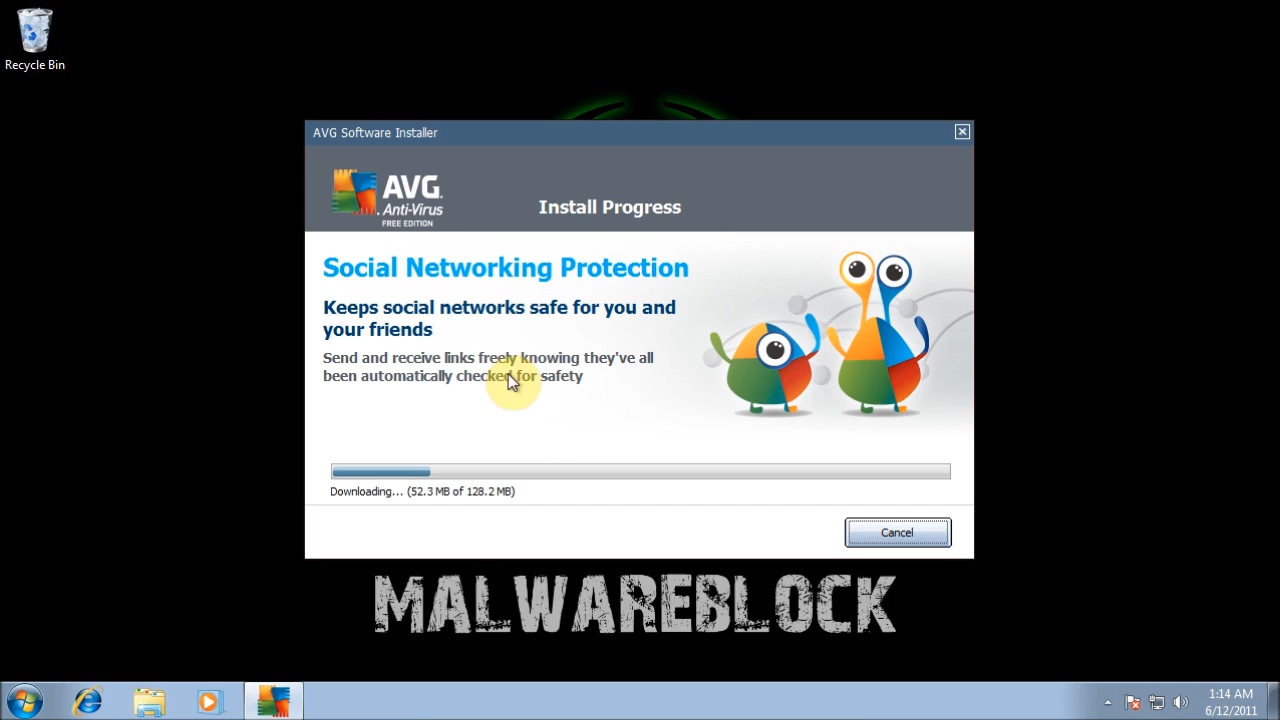 Recycle Bin
AVG Software Installer
AVG.
Anti-Virus
FREE EDITION
Install Progress
Social Networking Protection
Keeps social networks safe for you and
your friends
Send and receive links freely knowing they've all
been automatically checked for safety
Downloading... (52.3 MB of 128.2 MB)
Cancel
MALWAREBLOCK
1:14 AM
6/12/2011